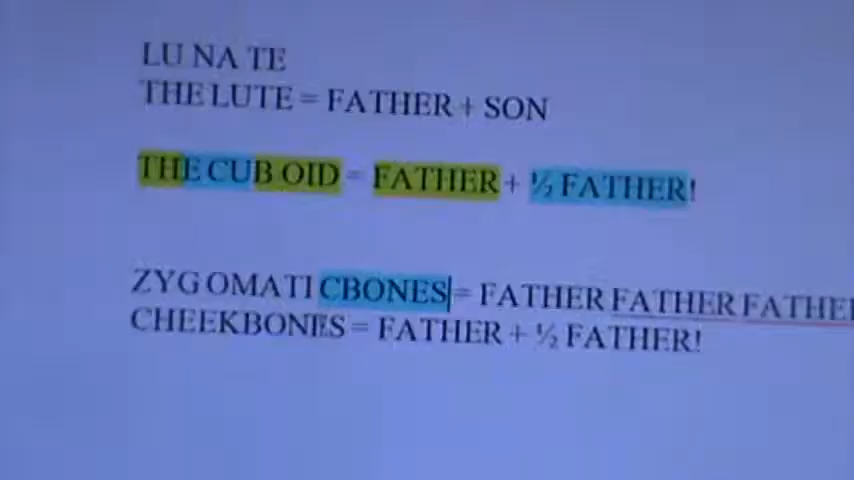 LU NA TE
THE LUTE = FATHER + SON
THE CUB OID = FATHER + ½ FATHER!
ZYG OMATI CBONES = FATHER FATHER FATHE
CHEEKBONES = FATHER + ½ FATHER!